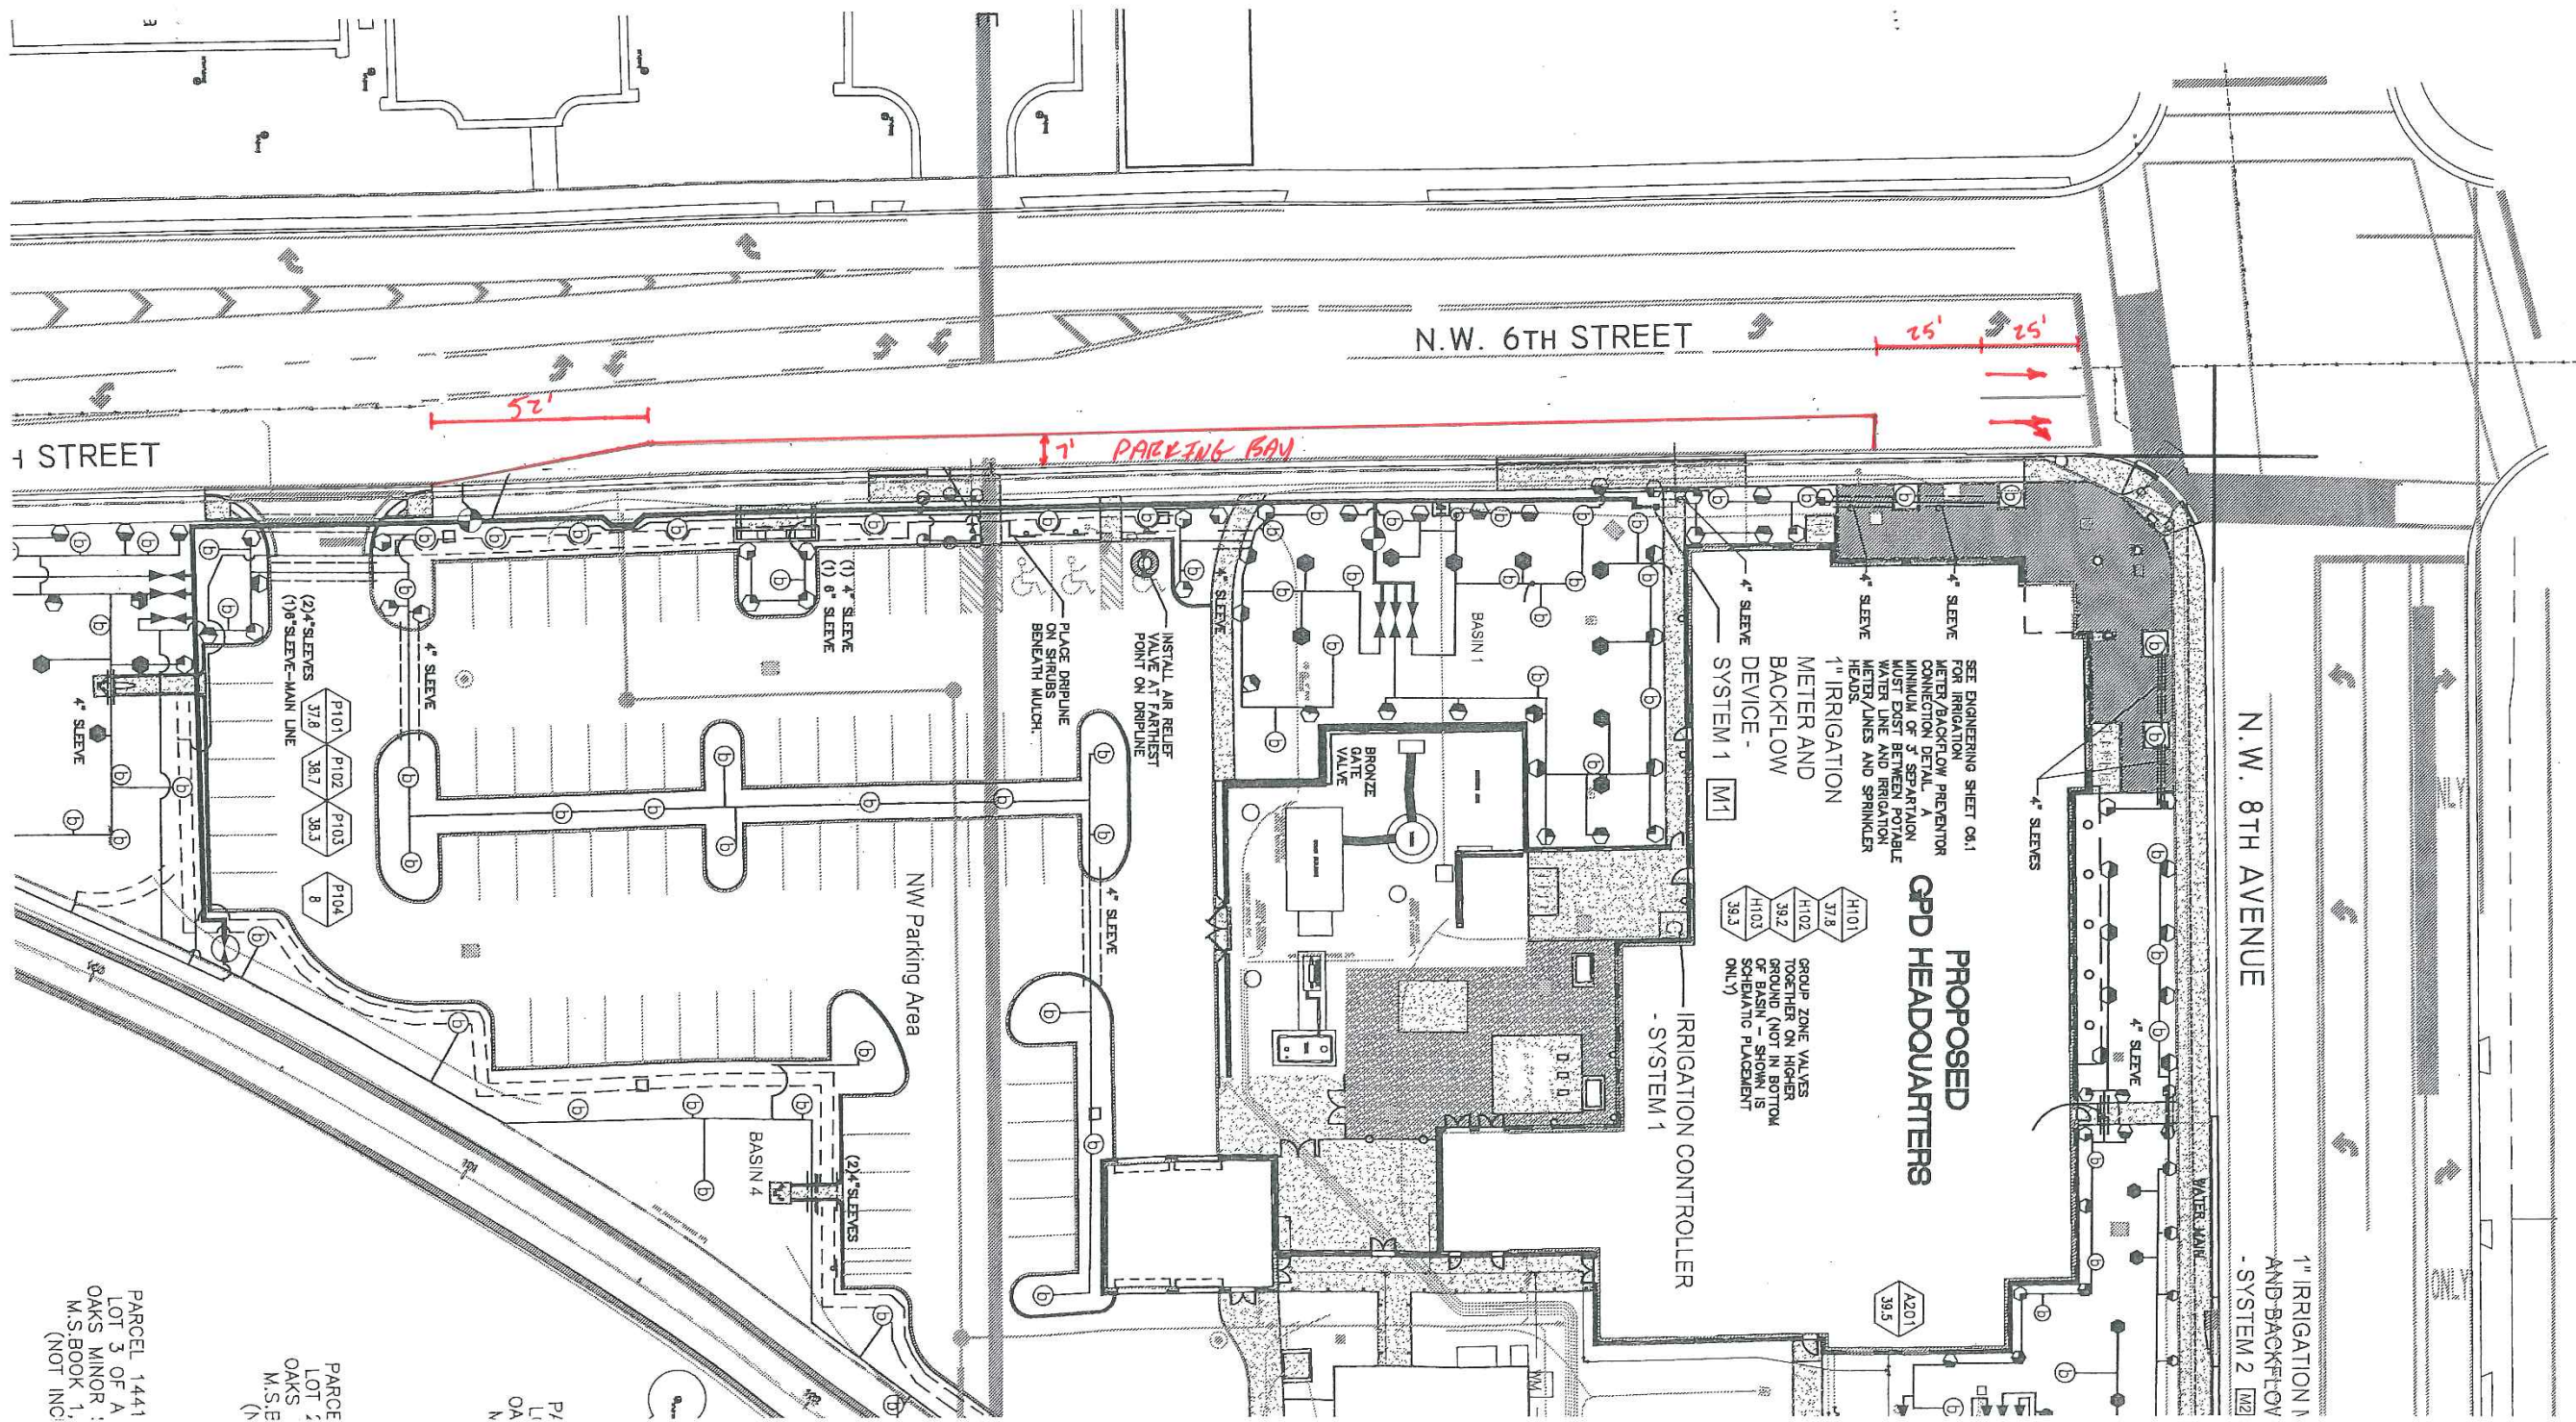 N.W. 6TH STREET
25'
25'
52'
7'
PARKING BAY
H STREET
N.W. 8TH AVENUE
ONLY
ONLY
WATER MAIN
1" IRRIGATION M
AND BACKFLOW
- SYSTEM 2
M2
4" SLEEVE
4" SLEEVE
4" SLEEVE
4" SLEEVE
4" SLEEVES
4" SLEEVE
SEE ENGINEERING SHEET C6.1
FOR IRRIGATION
METER/BACKFLOW PREVENTOR
CONNECTION DETAIL. A
MINIMUM OF 3' SEPARTAION
MUST EXIST BETWEEN POTABLE
WATER LINE AND IRRIGATION
METER/LINES AND SPRINKLER
HEADS.
1" IRRIGATION
METER AND
BACKFLOW
DEVICE -
SYSTEM 1
M1
PROPOSED
GPD HEADQUARTERS
H101
37.8
H102
39.2
H103
39.3
GROUP ZONE VALVES
TOGETHER ON HIGHER
GROUND (NOT IN BOTTOM
OF BASIN - SHOWN IS
SCHEMATIC PLACEMENT
ONLY)
IRRIGATION CONTROLLER
- SYSTEM 1
A201
39.5
BASIN 1
BRONZE
GATE
VALVE
INSTALL AIR RELIEF
VALVE AT FARTHEST
POINT ON DRIPLINE
PLACE DRIPLINE
ON SHRUBS
BENEATH MULCH.
(1) 4" SLEEVE
(1) 6" SLEEVE
4" SLEEVE
4" SLEEVE
(2)4"SLEEVES
(1)6"SLEEVE-MAIN LINE
P101
37.8
P102
38.7
P103
38.3
P104
8
4" SLEEVE
NW Parking Area
BASIN 4
(2)4"SLEEVES
PARCEL 1441
LOT 3 OF A
OAKS MINOR
M.S.BOOK 1,
(NOT INC
PARCE
LOT
OAKS
M.S.B
OA
WM